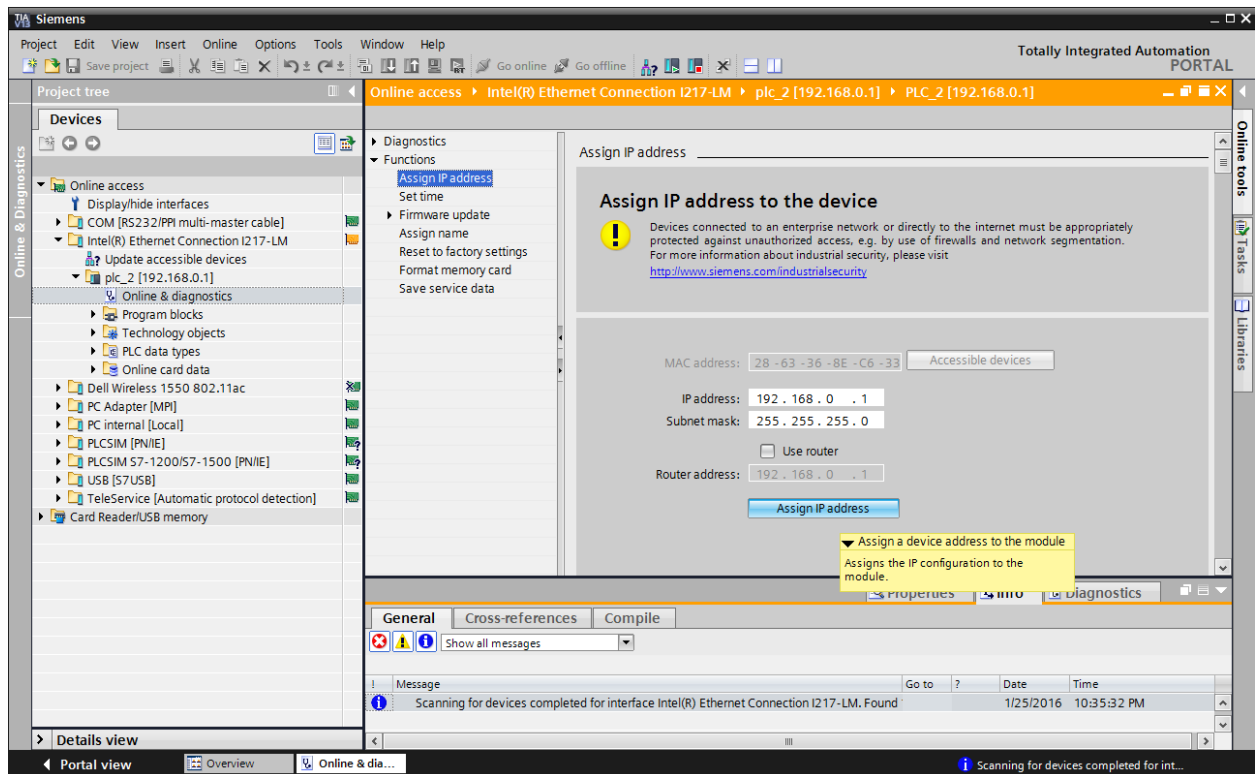 Siemens
Project Edit View Insert Online Options Tools Window Help
Totally Integrated Automation
PORTAL
Save project
Go online
Go offline
Project tree
Online access Intel(R) Ethernet Connection I217-LM plc_2 [192.168.0.1] PLC_2 [192.168.0.1]
Devices
Online & Diagnostics
Online access
Display/hide interfaces
COM [RS232/PPI multi-master cable]
Intel(R) Ethernet Connection I217-LM
Update accessible devices
plc_2 [192.168.0.1]
Online & diagnostics
Program blocks
Technology objects
PLC data types
Online card data
Dell Wireless 1550 802.11ac
PC Adapter [MPI]
PC internal [Local]
PLCSIM [PN/IE]
PLCSIM S7-1200/S7-1500 [PN/IE]
USB [S7USB]
TeleService [Automatic protocol detection]
Card Reader/USB memory
Details view
Diagnostics
Functions
Assign IP address
Set time
Firmware update
Assign name
Reset to factory settings
Format memory card
Save service data
Assign IP address
Assign IP address to the device
Devices connected to an enterprise network or directly to the internet must be appropriately
protected against unauthorized access, e.g. by use of firewalls and network segmentation.
For more information about industrial security, please visit
http://www.siemens.com/industrialsecurity
MAC address: 28 -63 -36 -8E -C6 -33 Accessible devices
IP address: 192 . 168 . 0 . 1
Subnet mask: 255 . 255 . 255 . 0
Use router
Router address: 192 . 168 . 0 . 1
Assign IP address
Assign a device address to the module
Assigns the IP configuration to the
module.
Properties
Info
Diagnostics
General Cross-references Compile
Show all messages
! Message Go to ? Date Time
Scanning for devices completed for interface Intel(R) Ethernet Connection I217-LM. Found 1/25/2016 10:35:32 PM
Online tools
Tasks
Libraries
Portal view
Overview
Online & dia...
Scanning for devices completed for int...